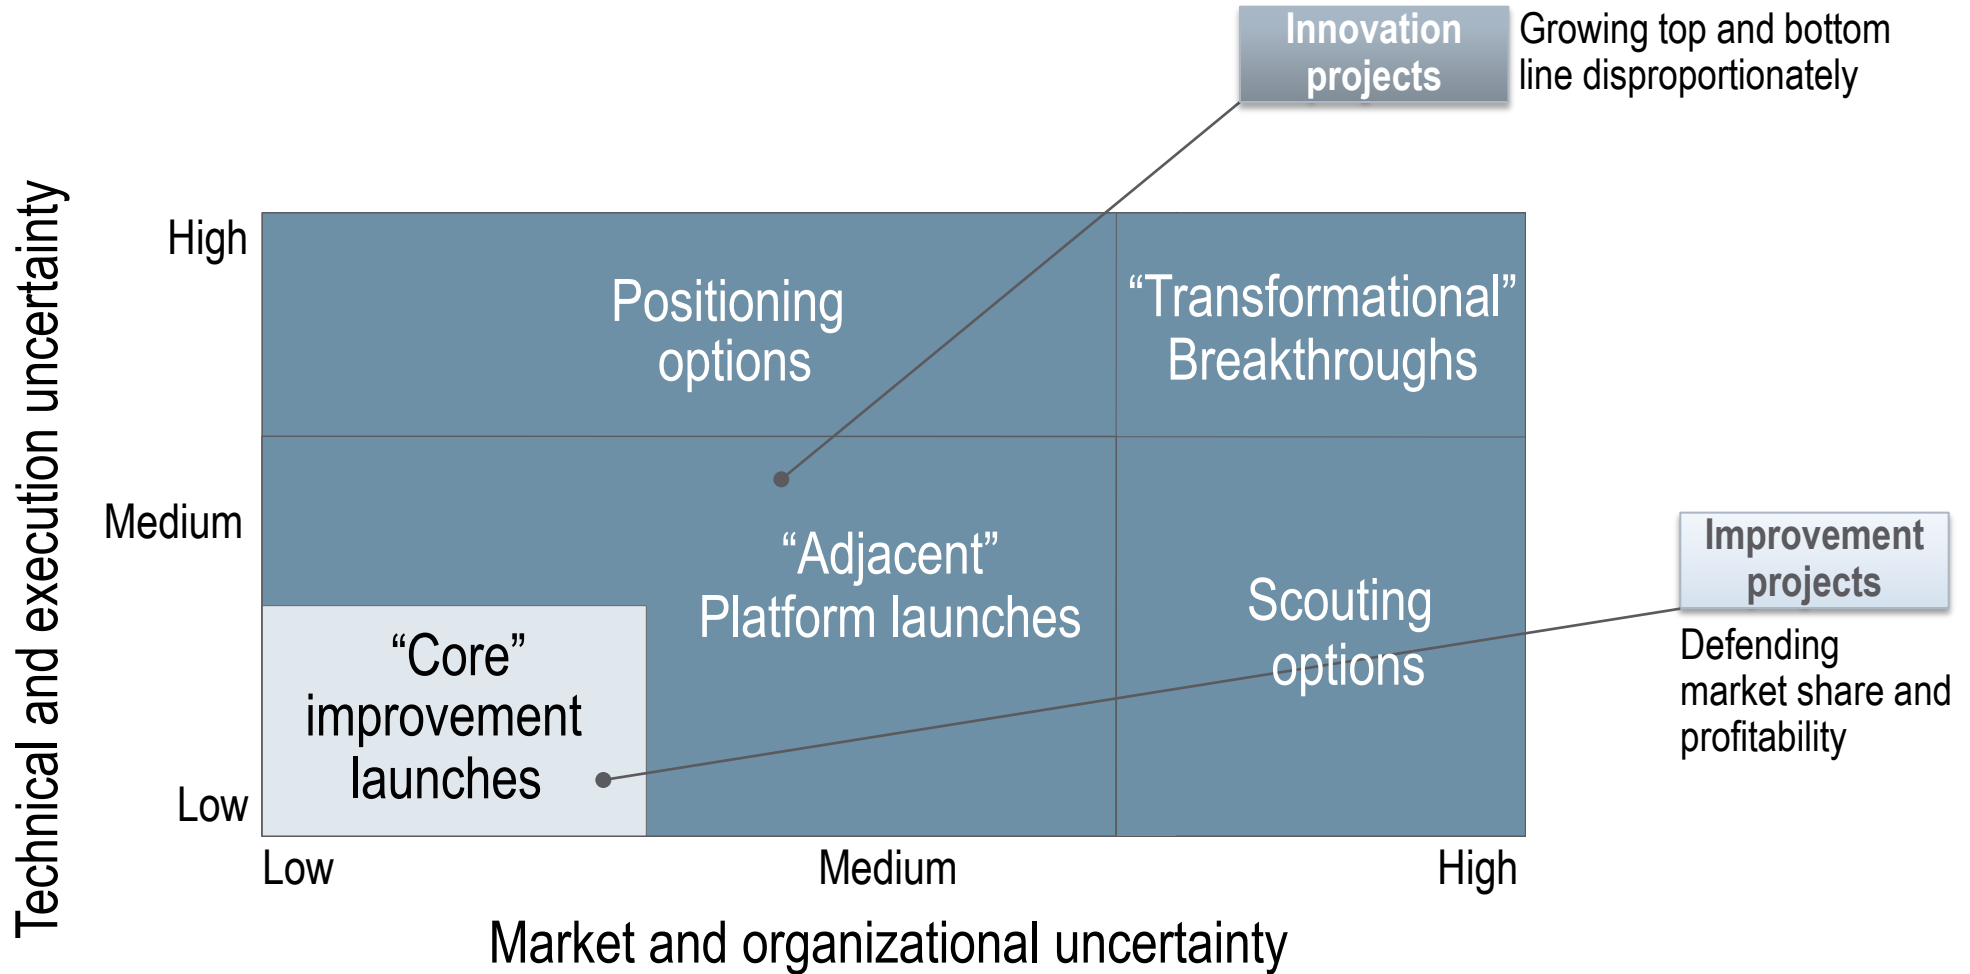 Innovation
projects
Growing top and bottom
line disproportionately
Technical and execution uncertainty
High
Medium
Low
Positioning
options
“Transformational”
Breakthroughs
“Adjacent”
Platform launches
Scouting
options
“Core”
improvement
launches
Improvement
projects
Defending
market share and
profitability
Low
Medium
High
Market and organizational uncertainty